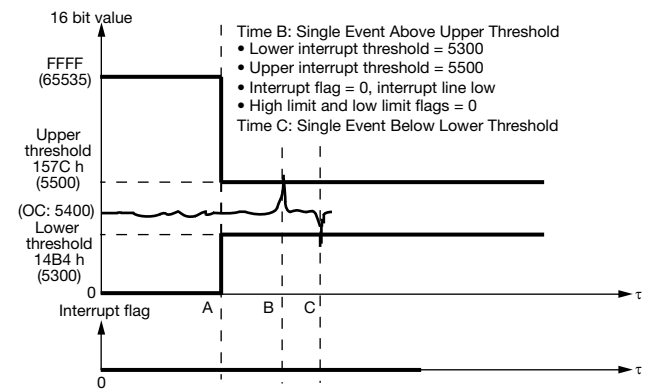 16 bit value
Time B: Single Event Above Upper Threshold
• Lower interrupt threshold = 5300
• Upper interrupt threshold = 5500
• Interrupt flag = 0, interrupt line low
• High limit and low limit flags = 0
Time C: Single Event Below Lower Threshold
FFFF
(65535)
Upper
threshold
157C h
(5500)
(OC: 5400)
Lower
threshold
14B4 h
(5300)
0
τ
A
B
C
Interrupt flag
τ
0